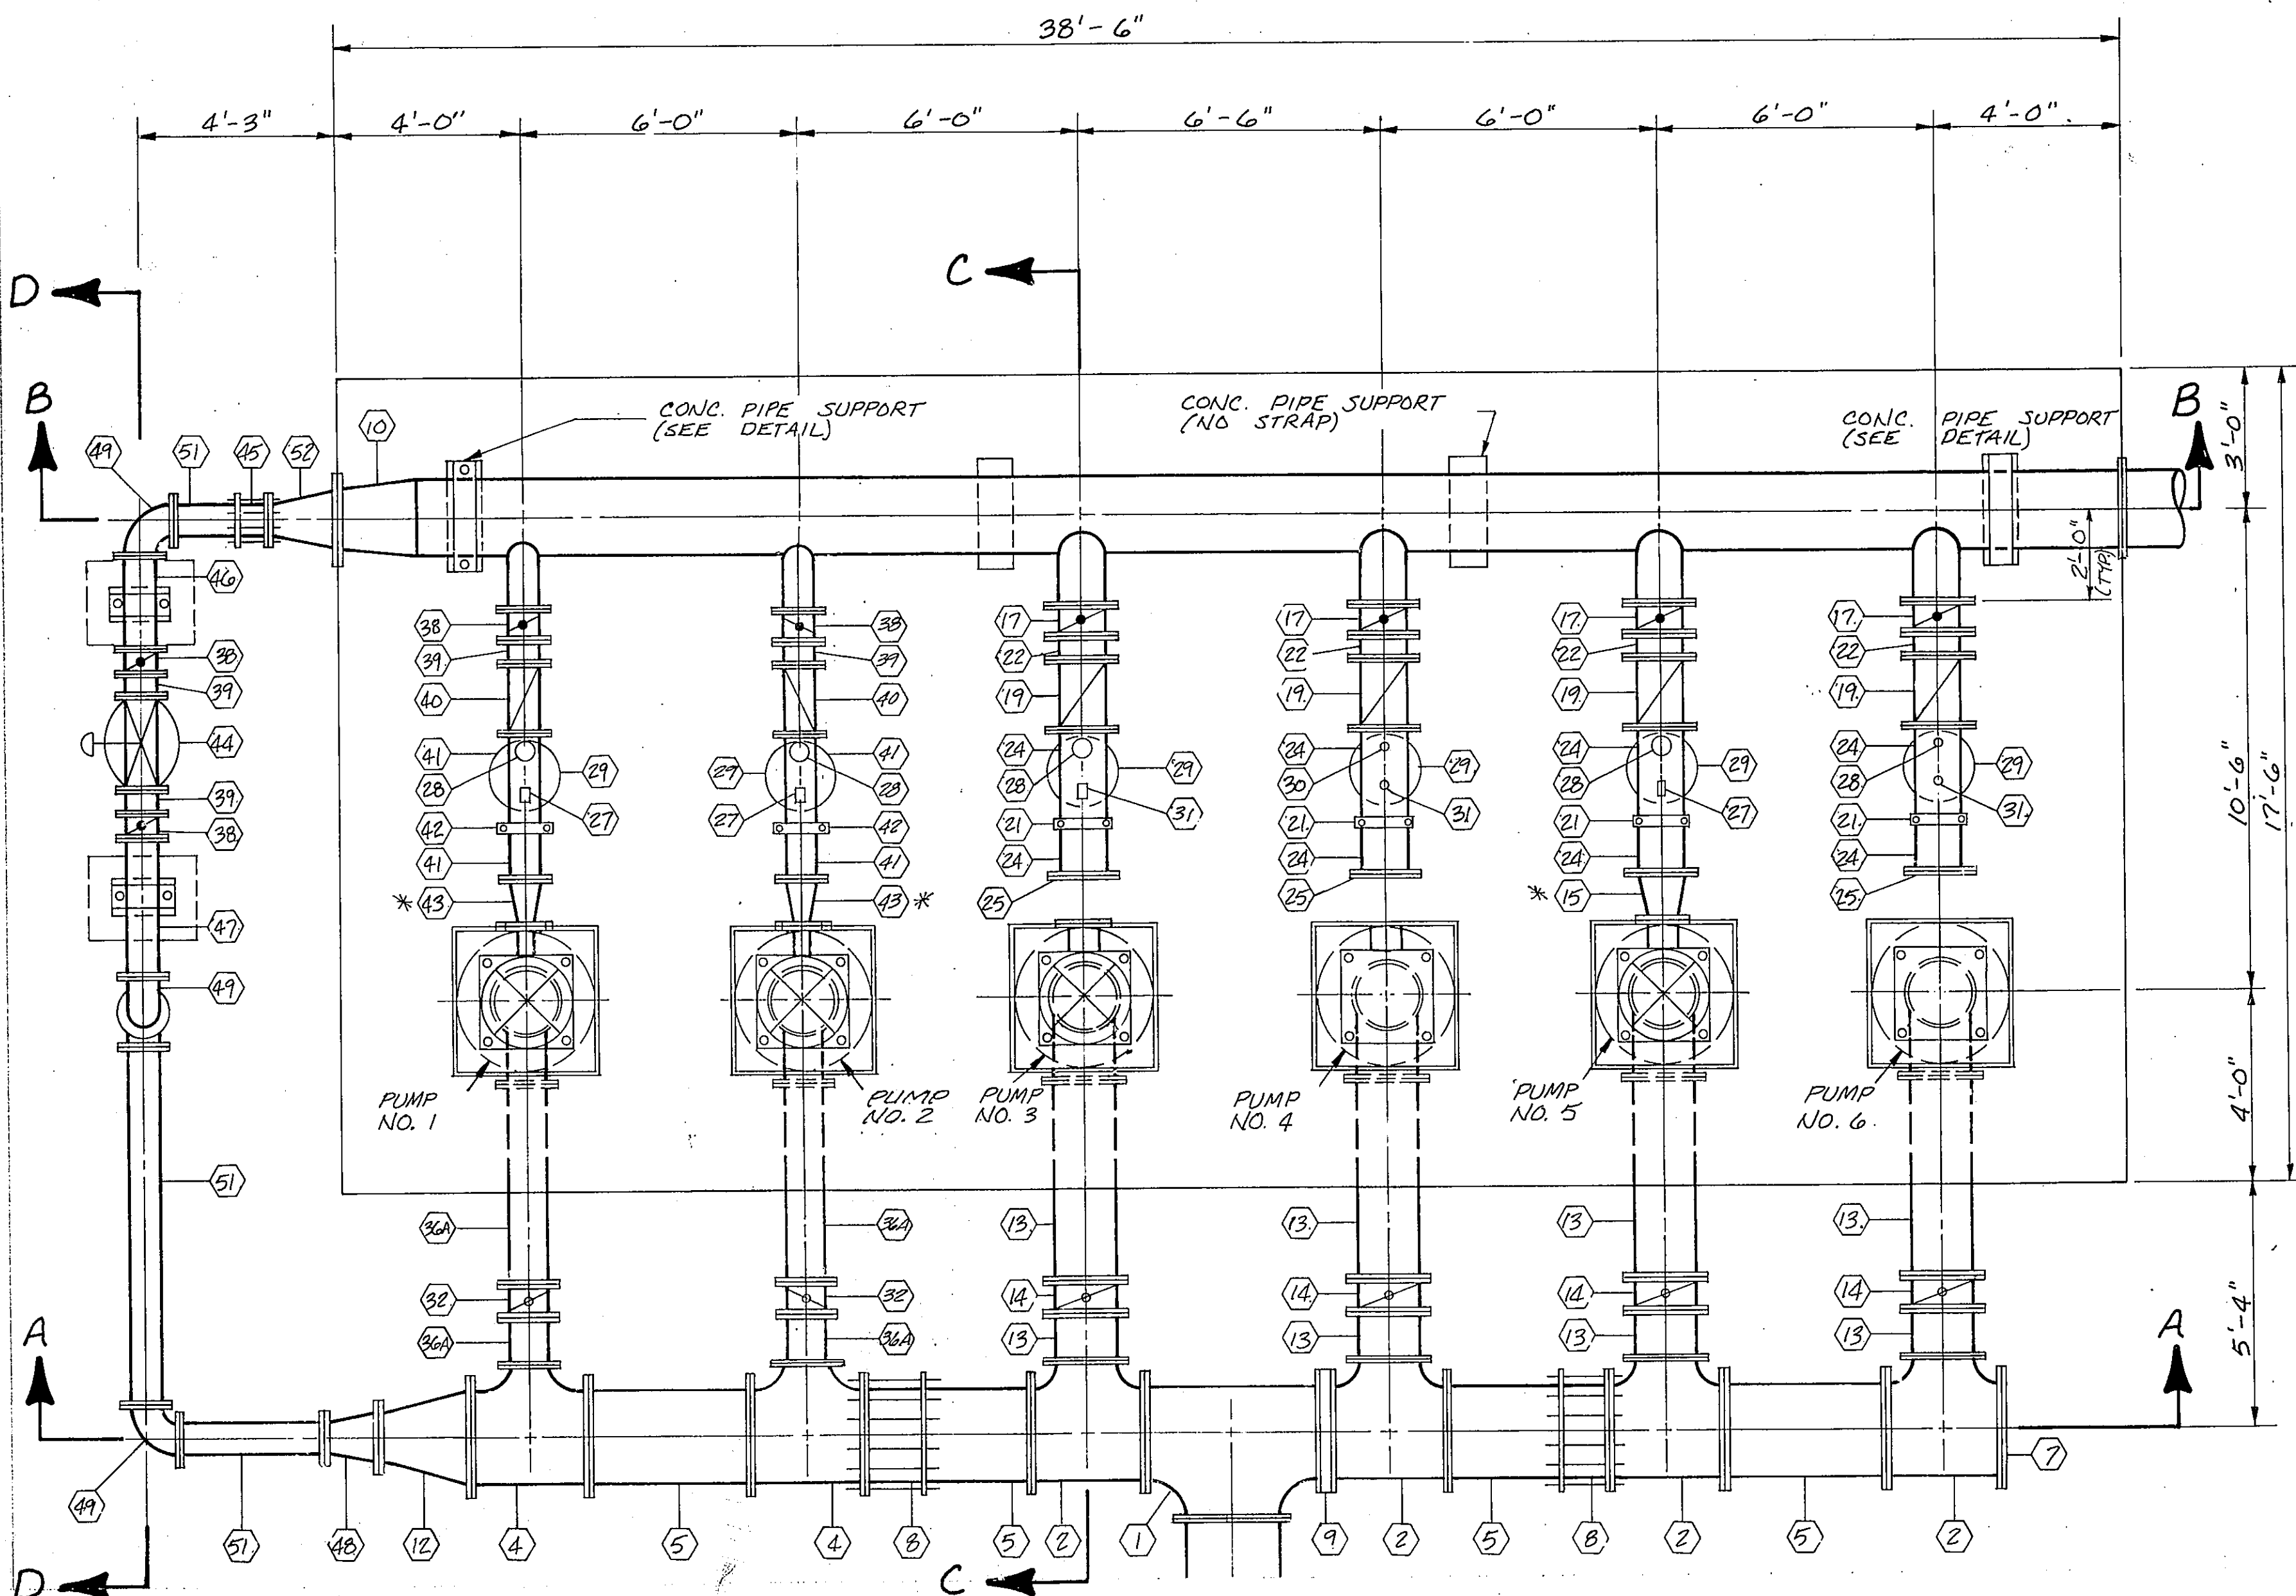 38'-6"
4'-3" 4'-0" 6'-0" 6'-0" 6'-6" 6'-0" 6'-0" 4'-0"
D C
B B
CONC. PIPE SUPPORT
(SEE DETAIL)
CONC. PIPE SUPPORT
(NO STRAP)
CONC. PIPE SUPPORT
(SEE DETAIL)
3'-0"
49 51 45 52 10
2'-0"
(TYP.)
46
38 38 17 17 17 17
38 39 39 22 22 22 22
39 40 40 19 19 19 19
44
41 41 24 24 24 24
29 29 29 29 29 29
28 28 28 30 28 28
27 27 31 31 27 31
39
38 42 42 21 21 21 21
41 41 24 24 24 24
* 43 43 * 25 25 * 15 25
47
49
10'-6"
17'-6"
PUMP
NO. 1
PUMP
NO. 2
PUMP
NO. 3
PUMP
NO. 4
PUMP
NO. 5
PUMP
NO. 6
4'-0"
51
36A 36A 13 13 13 13
32 32 14 14 14 14
36A 36A 13 13 13 13
5'-4"
A A
7
49
51 48 12 4 5 4 8 5 2 1 9 2 5 8 2 5 2
D C